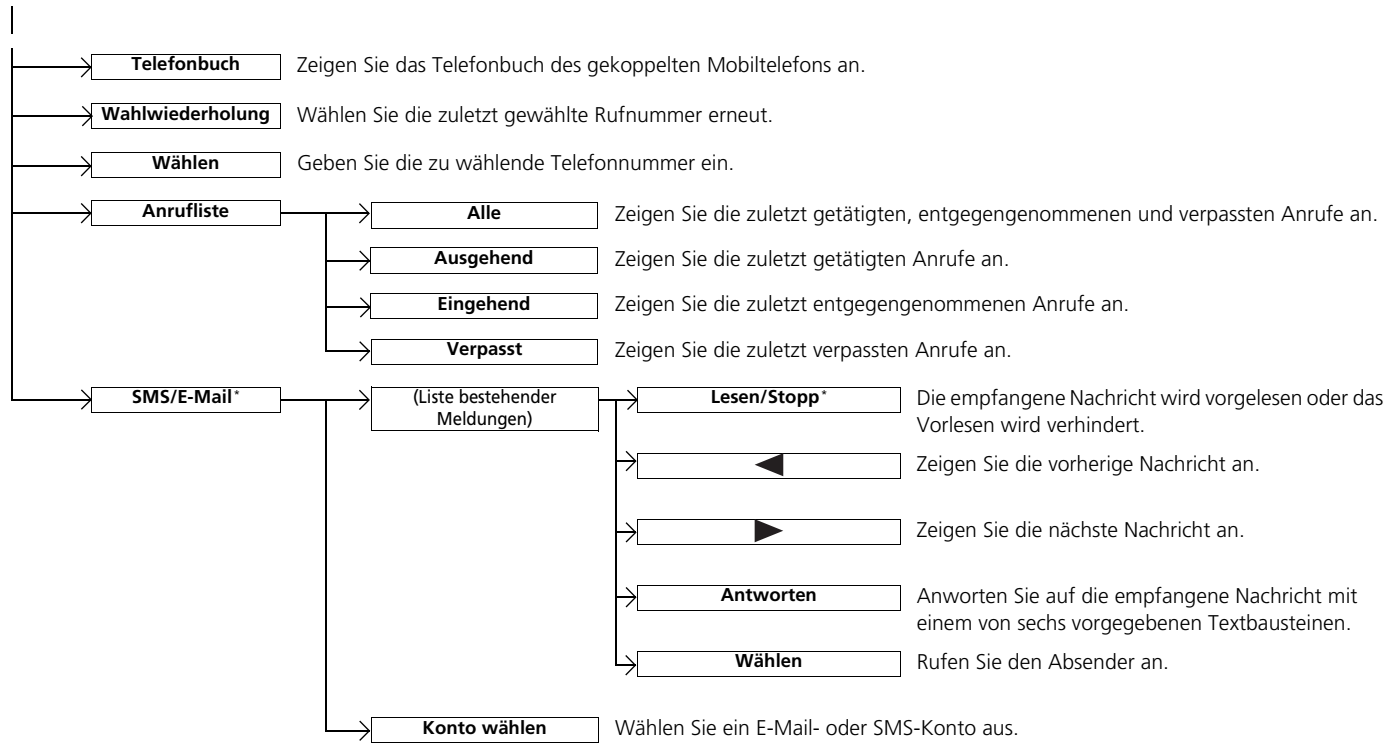 Telefonbuch Zeigen Sie das Telefonbuch des gekoppelten Mobiltelefons an.
Wahlwiederholung Wählen Sie die zuletzt gewählte Rufnummer erneut.
Wählen Geben Sie die zu wählende Telefonnummer ein.
Anrufliste
Alle Zeigen Sie die zuletzt getätigten, entgegengenommenen und verpassten Anrufe an.
Ausgehend Zeigen Sie die zuletzt getätigten Anrufe an.
Eingehend Zeigen Sie die zuletzt entgegengenommenen Anrufe an.
Verpasst Zeigen Sie die zuletzt verpassten Anrufe an.
SMS/E-Mail*
(Liste bestehender
Meldungen)
Lesen/Stopp*
Die empfangene Nachricht wird vorgelesen oder das
Vorlesen wird verhindert.
Zeigen Sie die vorherige Nachricht an.
Zeigen Sie die nächste Nachricht an.
Antworten
Anworten Sie auf die empfangene Nachricht mit
einem von sechs vorgegebenen Textbausteinen.
Wählen Rufen Sie den Absender an.
Konto wählen Wählen Sie ein E-Mail- oder SMS-Konto aus.